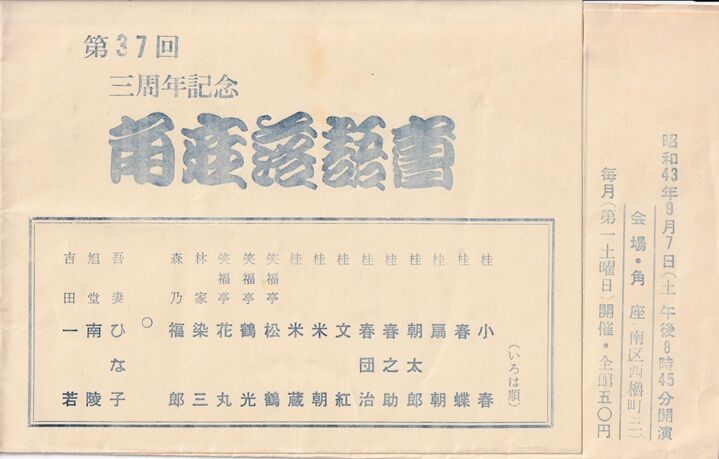 第37回
三周年記念
角座落語会
(いろは順)
桂 小春
桂 春蝶
桂 扇朝
桂 朝太郎
桂 春之助
桂 春団治
桂 文紅
桂 米朝
桂 米蔵
笑福亭 松鶴
笑福亭 鶴光
笑福亭 花丸
林家 染三
森乃 福郎
○
吾妻 ひな子
旭堂 南陵
吉田 一若
昭和43年9月7日(土)午後8時45分開演
会場・角座(南区西櫓町三)
毎月(第一土曜日)開催・全館五〇円